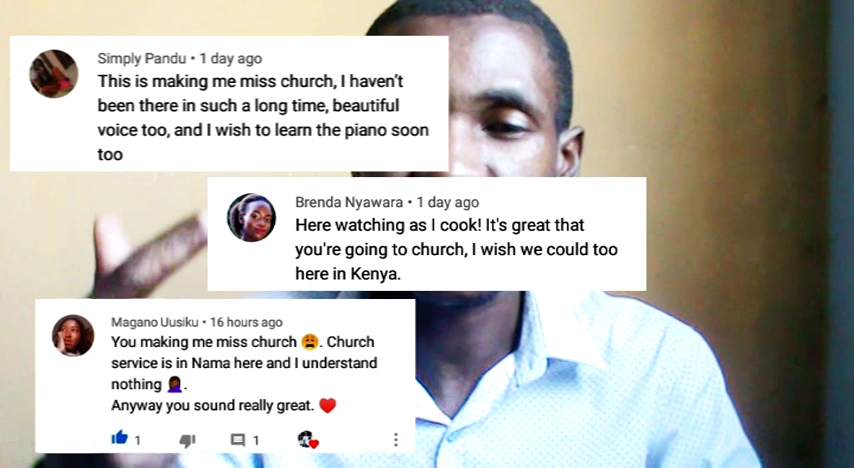 Simply Pandu • 1 day ago
This is making me miss church, I haven't
been there in such a long time, beautiful
voice too, and I wish to learn the piano soon
too
Brenda Nyawara • 1 day ago
Here watching as I cook! It's great that
you're going to church, I wish we could too
here in Kenya.
Magano Uusiku • 16 hours ago
You making me miss church 😩. Church
service is in Nama here and I understand
nothing 🤦🏿‍♀️.
Anyway you sound really great. ♥️
1 1